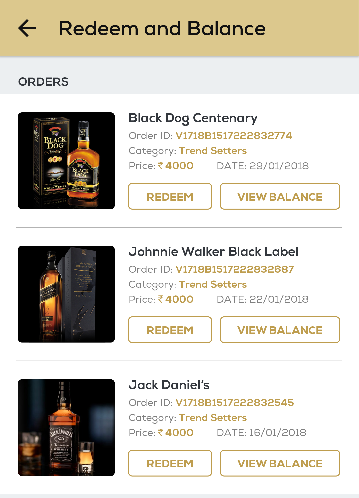 Redeem and Balance
ORDERS
Black Dog Centenary
Order ID: V1718B1517222832774
Category: Trend Setters
Price: ₹ 4000 DATE: 29/01/2018
REDEEM VIEW BALANCE
BLACK DOG
Johnnie Walker Black Label
Order ID: V1718B1517222832667
Category: Trend Setters
Price: ₹ 4000 DATE: 22/01/2018
REDEEM VIEW BALANCE
Jack Daniel's
Order ID: V1718B1517222832545
Category: Trend Setters
Price: ₹ 4000 DATE: 16/01/2018
REDEEM VIEW BALANCE